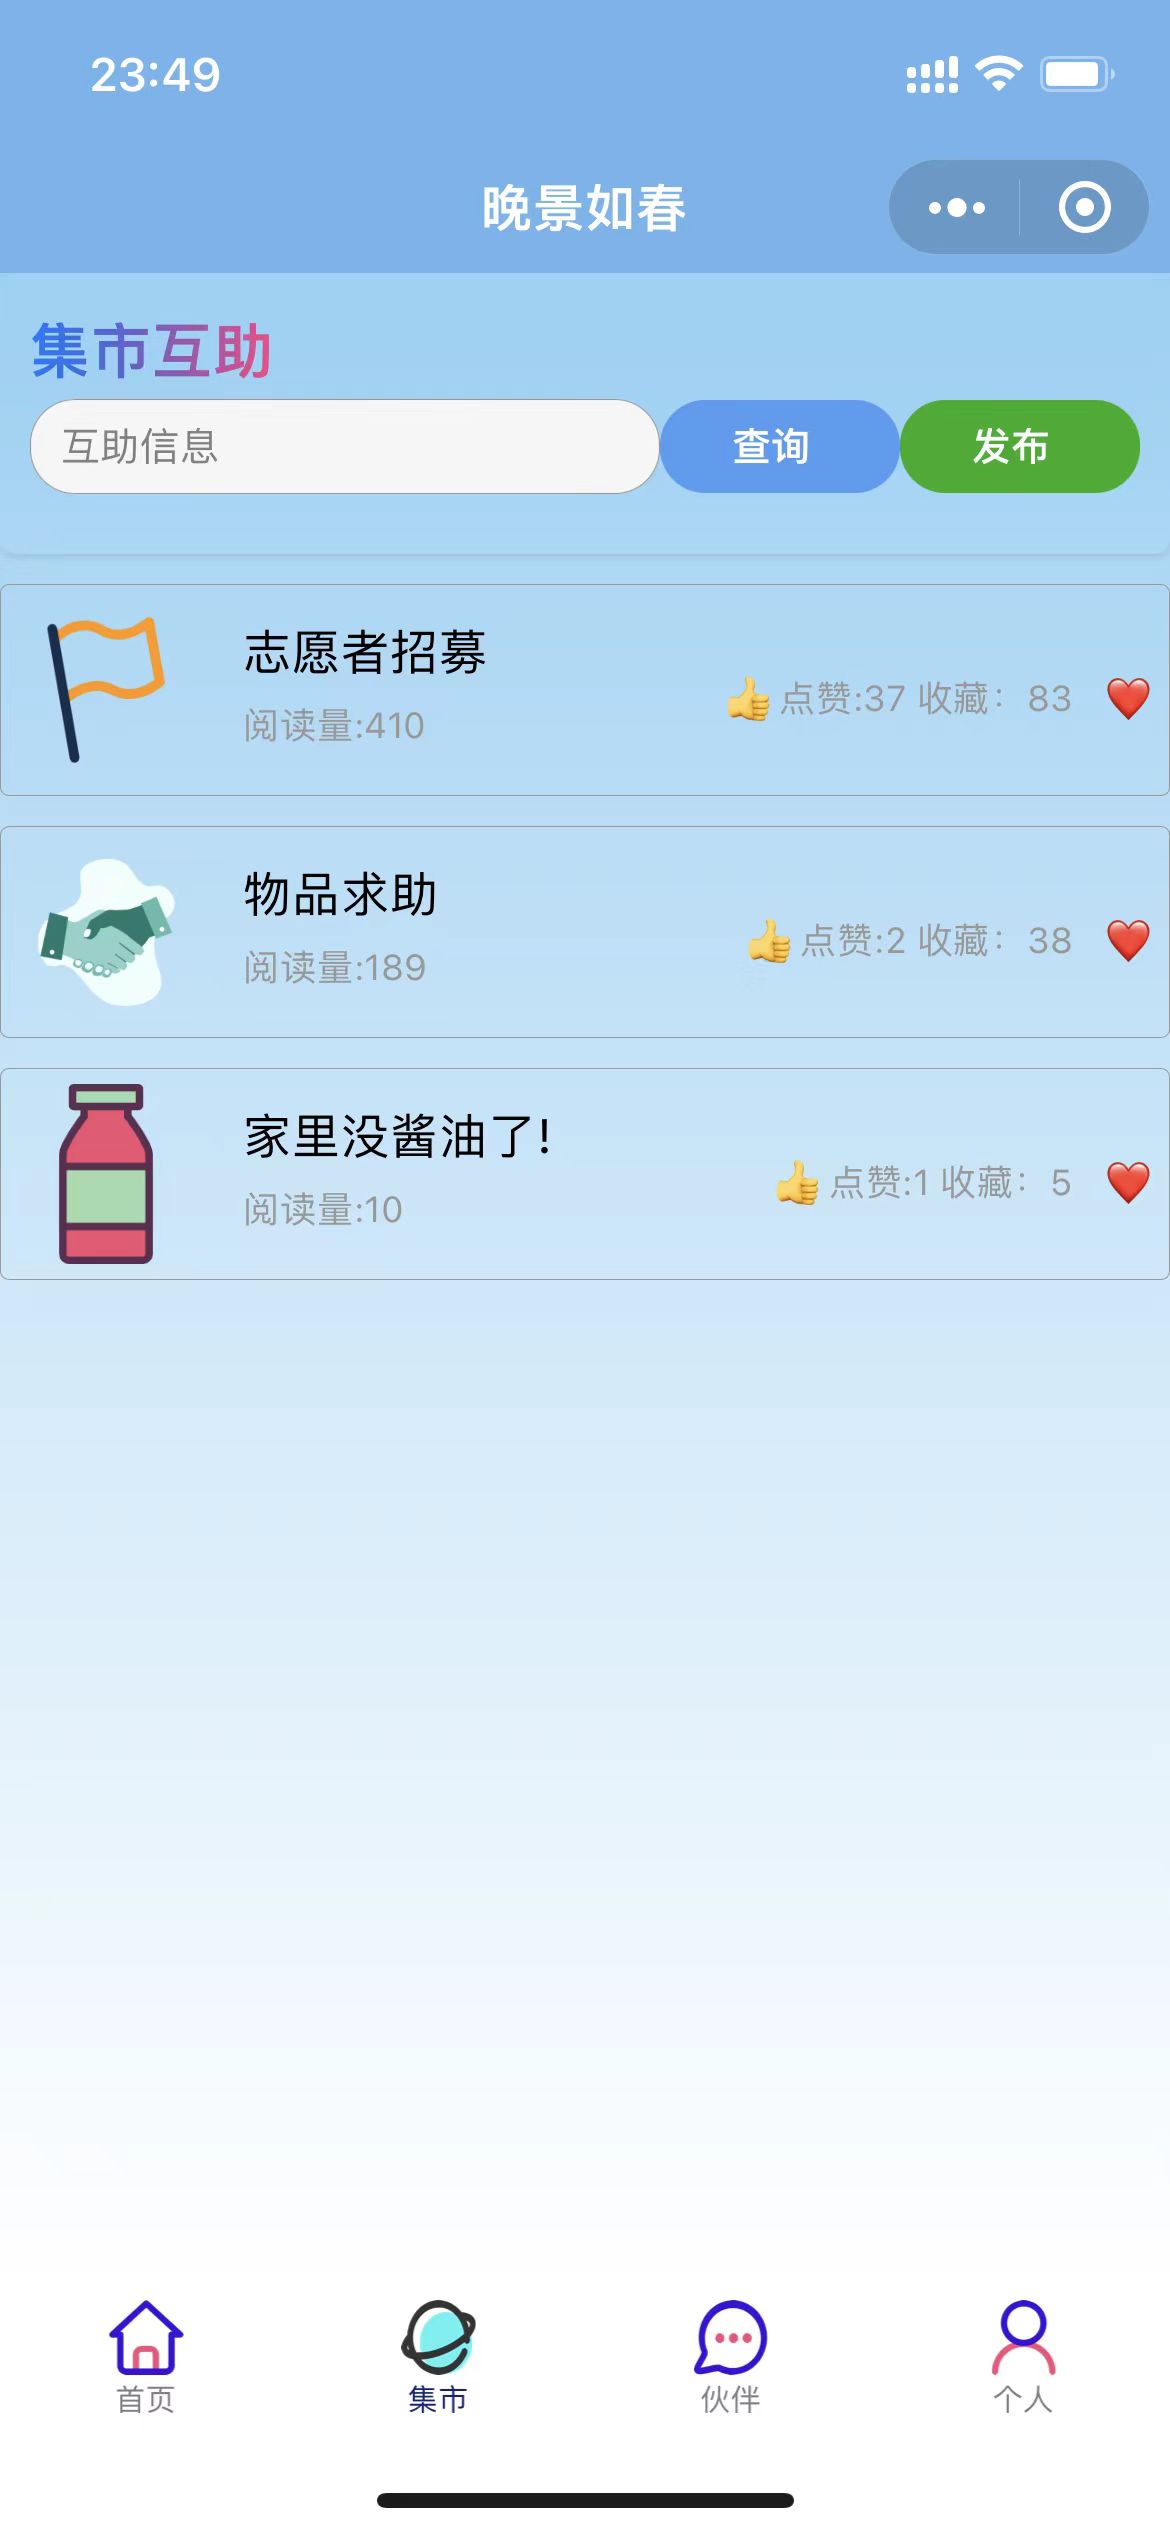 23:49
晚景如春
集市互助
互助信息 查询 发布
志愿者招募
阅读量:410
点赞:37 收藏：83
物品求助
阅读量:189
点赞:2 收藏：38
家里没酱油了!
阅读量:10
点赞:1 收藏：5
首页 集市 伙伴 个人